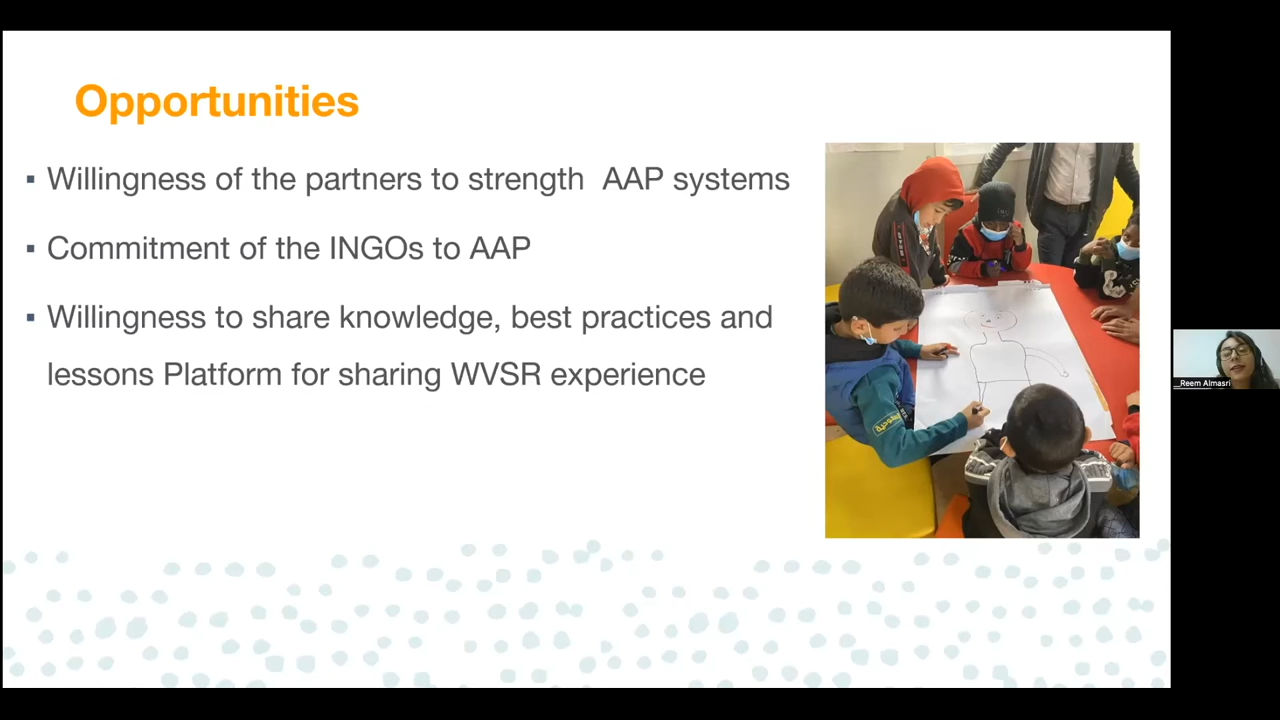 Opportunities
▪ Willingness of the partners to strength AAP systems
▪ Commitment of the INGOs to AAP
▪ Willingness to share knowledge, best practices and
lessons Platform for sharing WVSR experience
__Reem Almasri